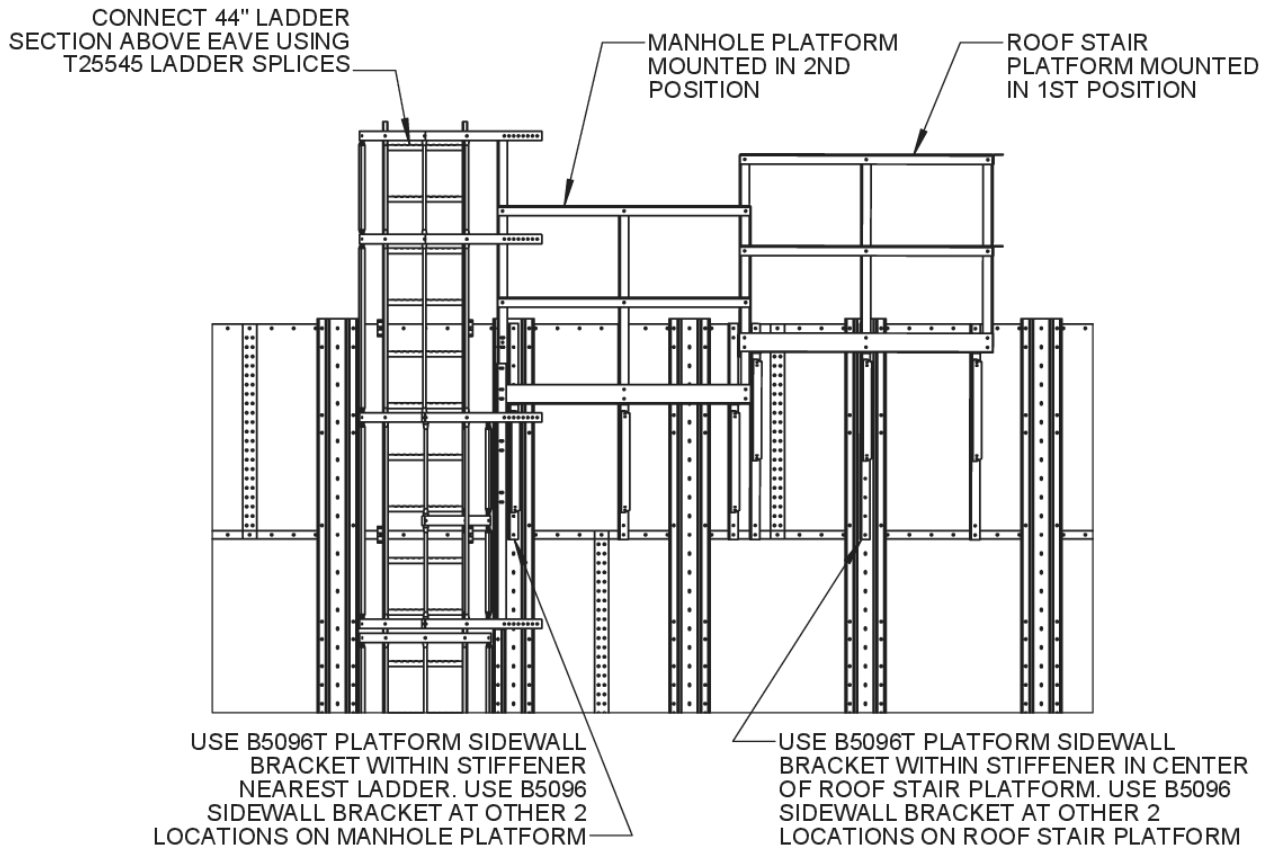 CONNECT 44" LADDER
SECTION ABOVE EAVE USING
T25545 LADDER SPLICES
MANHOLE PLATFORM
MOUNTED IN 2ND
POSITION
ROOF STAIR
PLATFORM MOUNTED
IN 1ST POSITION
USE B5096T PLATFORM SIDEWALL
BRACKET WITHIN STIFFENER
NEAREST LADDER. USE B5096
SIDEWALL BRACKET AT OTHER 2
LOCATIONS ON MANHOLE PLATFORM
USE B5096T PLATFORM SIDEWALL
BRACKET WITHIN STIFFENER IN CENTER
OF ROOF STAIR PLATFORM. USE B5096
SIDEWALL BRACKET AT OTHER 2
LOCATIONS ON ROOF STAIR PLATFORM